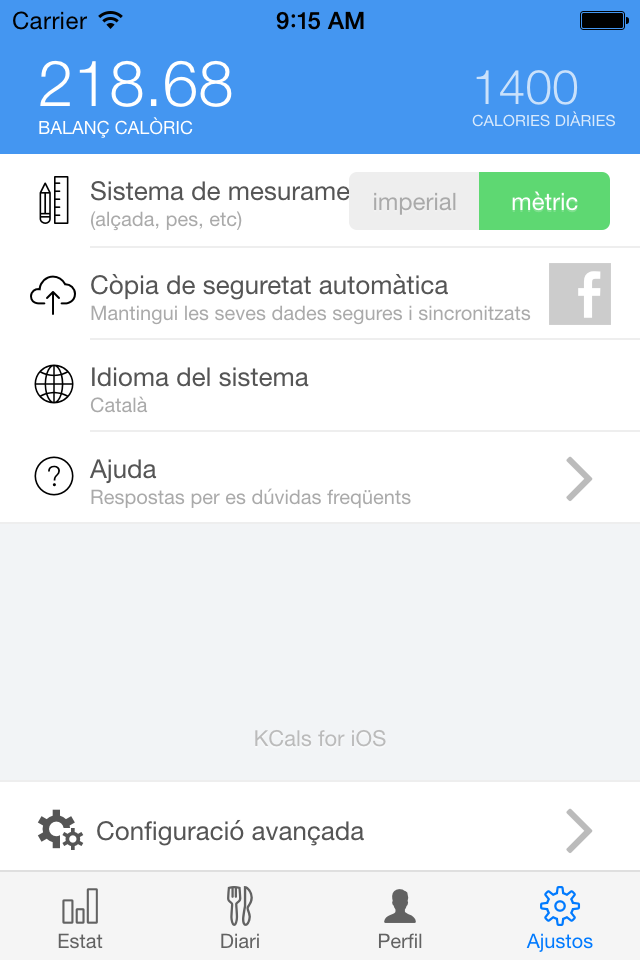 Carrier 9:15 AM
218.68
1400
BALANÇ CALÒRIC
CALORIES DIÀRIES
Sistema de mesurame
(alçada, pes, etc)
imperial
mètric
Còpia de seguretat automàtica
Mantingui les seves dades segures i sincronitzats
f
Idioma del sistema
Català
?
Ajuda
Respostas per es dúvidas freqüents
KCals for iOS
Configuració avançada
Estat
Diari
Perfil
Ajustos